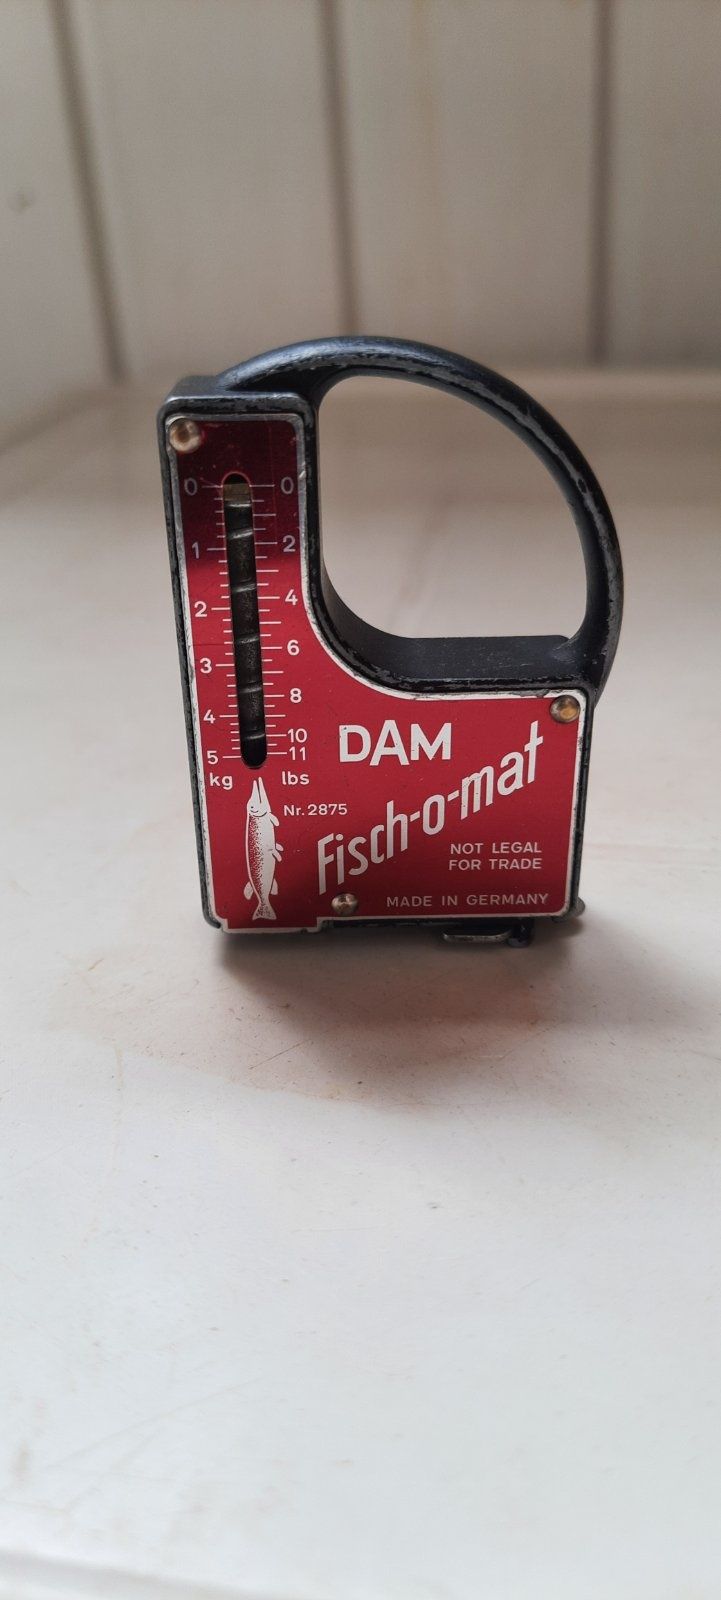 0 0
1 2
2 4
3 6
4 8
10
5 11
kg lbs
DAM
Nr. 2875
Fisch-o-mat
NOT LEGAL
FOR TRADE
MADE IN GERMANY